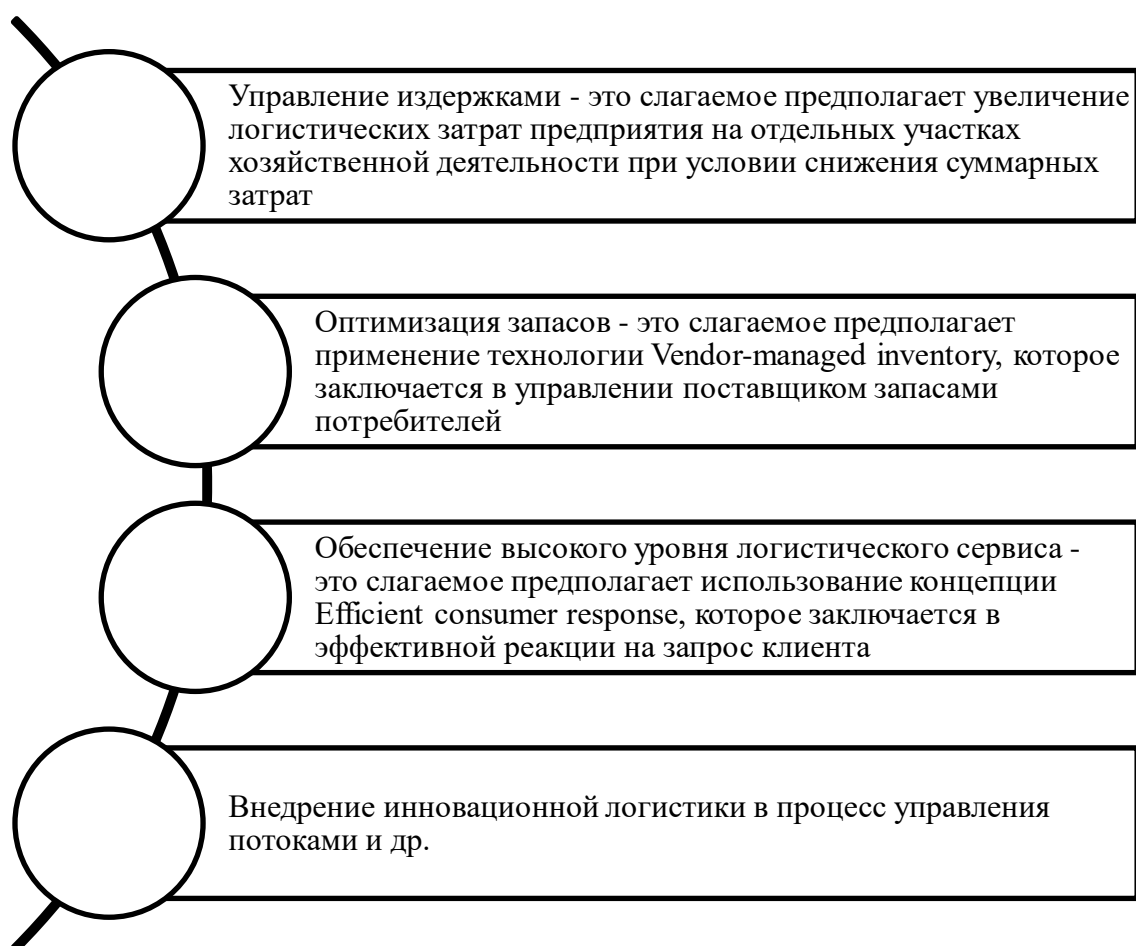 Управление издержками - это слагаемое предполагает увеличение
логистических затрат предприятия на отдельных участках
хозяйственной деятельности при условии снижения суммарных
затрат
Оптимизация запасов - это слагаемое предполагает
применение технологии Vendor-managed inventory, которое
заключается в управлении поставщиком запасами
потребителей
Обеспечение высокого уровня логистического сервиса -
это слагаемое предполагает использование концепции
Efficient consumer response, которое заключается в
эффективной реакции на запрос клиента
Внедрение инновационной логистики в процесс управления
потоками и др.